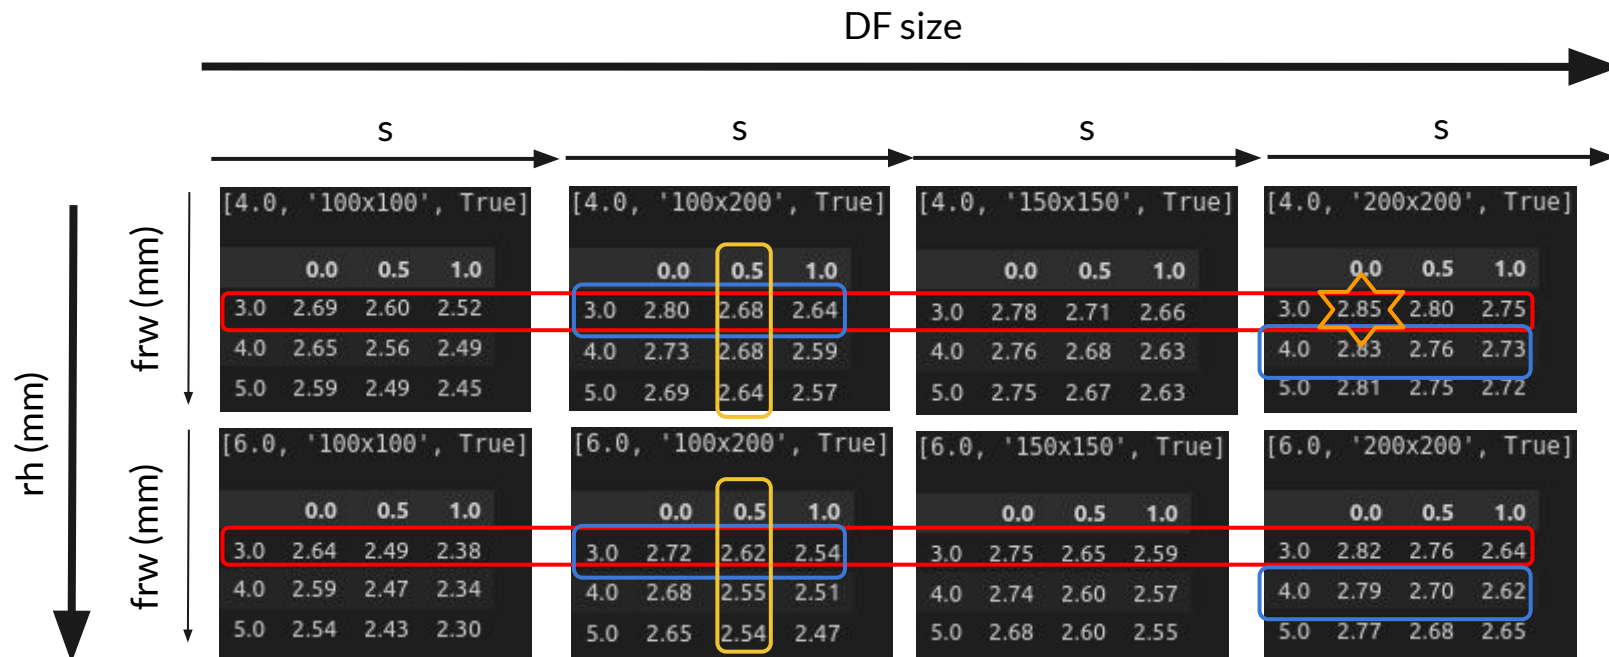 DF size
s s s s
rh (mm)
frw (mm)
[4.0, '100x100', True]
0.0 0.5 1.0
3.0 2.69 2.60 2.52
4.0 2.65 2.56 2.49
5.0 2.59 2.49 2.45
[4.0, '100x200', True]
0.0 0.5 1.0
3.0 2.80 2.68 2.64
4.0 2.73 2.68 2.59
5.0 2.69 2.64 2.57
[4.0, '150x150', True]
0.0 0.5 1.0
3.0 2.78 2.71 2.66
4.0 2.76 2.68 2.63
5.0 2.75 2.67 2.63
[4.0, '200x200', True]
0.0 0.5 1.0
3.0 2.85 2.80 2.75
4.0 2.83 2.76 2.73
5.0 2.81 2.75 2.72
frw (mm)
[6.0, '100x100', True]
0.0 0.5 1.0
3.0 2.64 2.49 2.38
4.0 2.59 2.47 2.34
5.0 2.54 2.43 2.30
[6.0, '100x200', True]
0.0 0.5 1.0
3.0 2.72 2.62 2.54
4.0 2.68 2.55 2.51
5.0 2.65 2.54 2.47
[6.0, '150x150', True]
0.0 0.5 1.0
3.0 2.75 2.65 2.59
4.0 2.74 2.60 2.57
5.0 2.68 2.60 2.55
[6.0, '200x200', True]
0.0 0.5 1.0
3.0 2.82 2.76 2.64
4.0 2.79 2.70 2.62
5.0 2.77 2.68 2.65